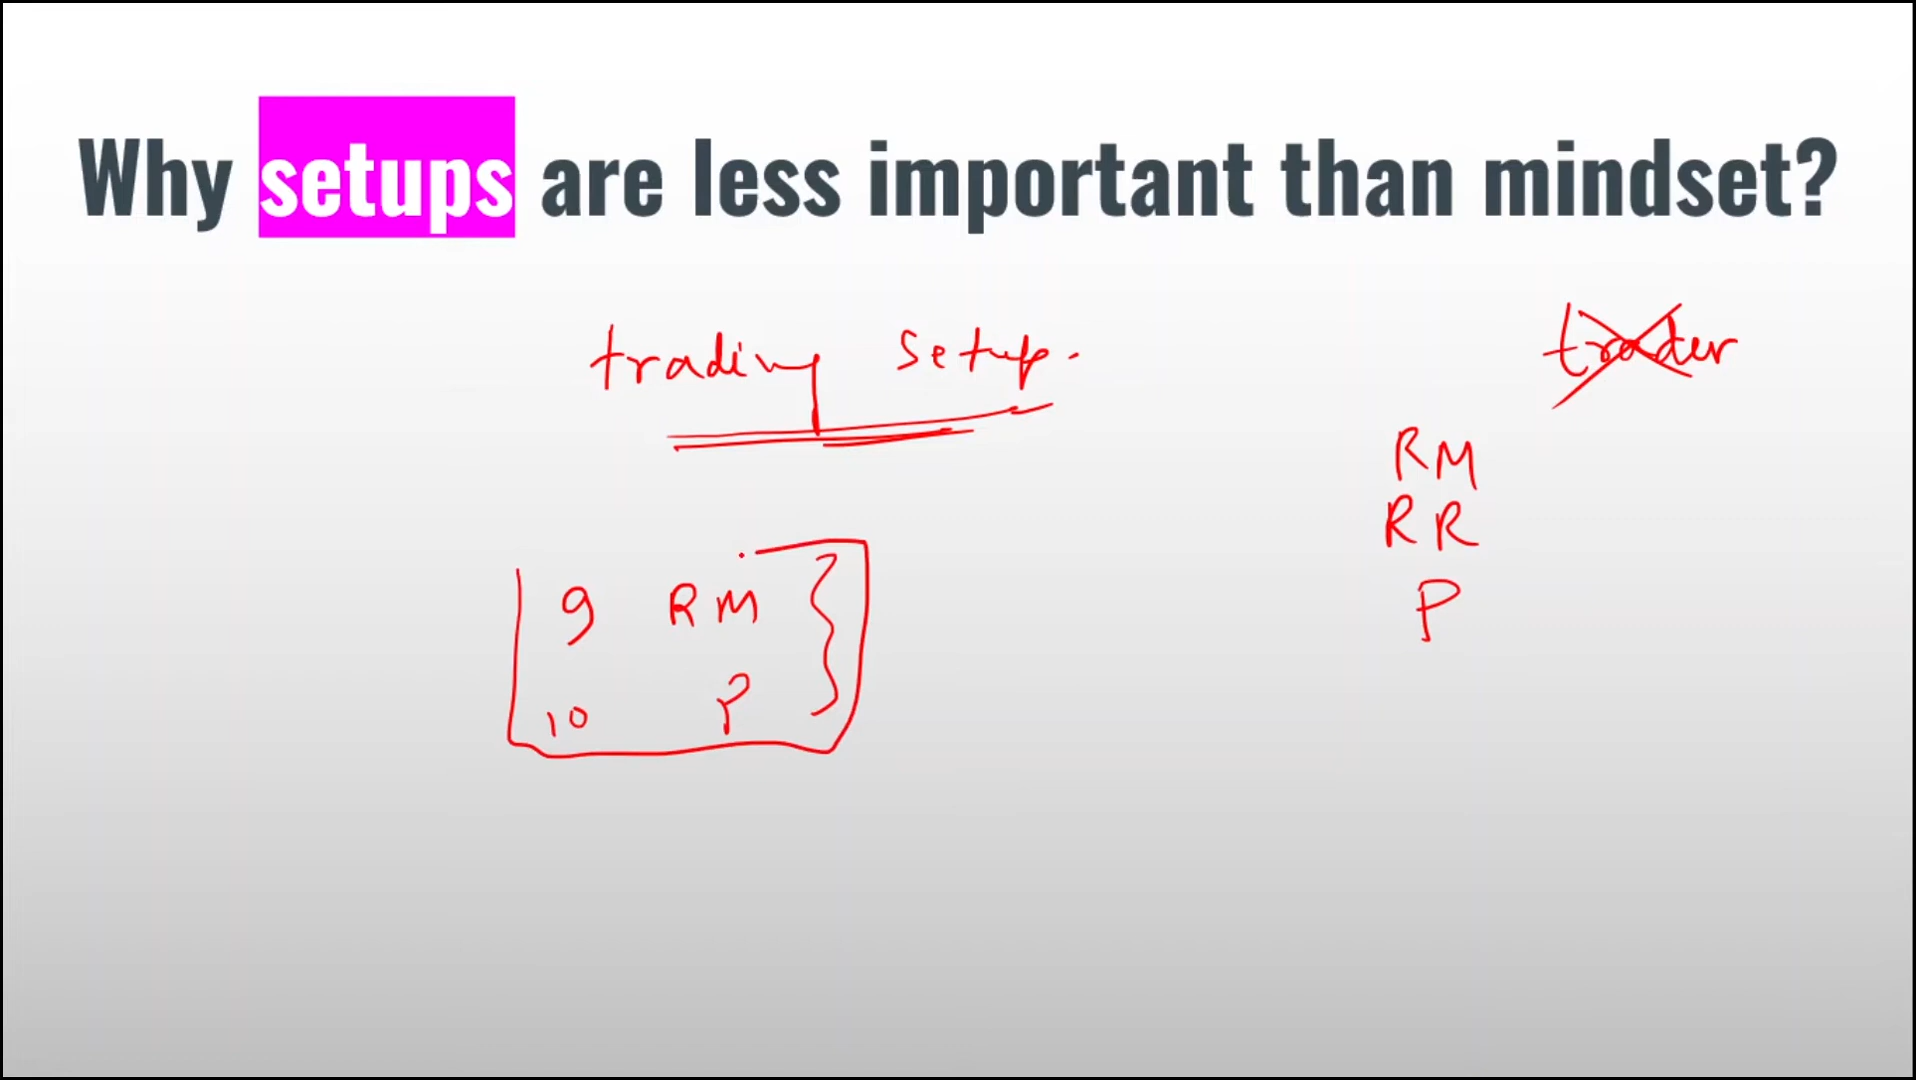 Why setups are less important than mindset?
trading setup.
trader
RM
RR
P
9 RM
10 P